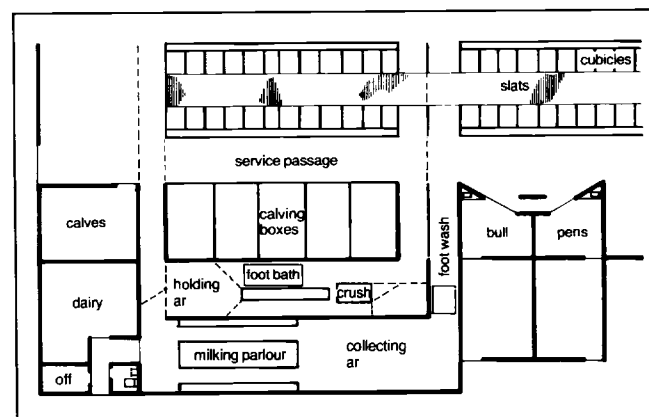 cubicies
slats
service passage
calves
calving
boxes
bull
pens
foot wash
foot bath
holding
ar
crush
dairy
milking parlour
collecting
ar
off